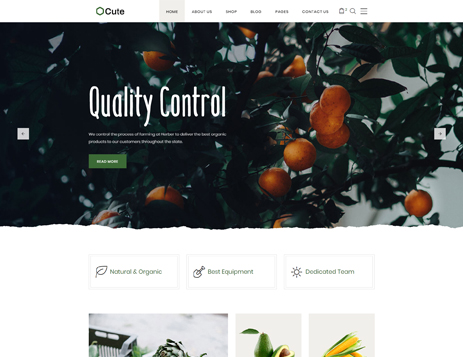 Cute
HOME ABOUT US SHOP BLOG PAGES CONTACT US
Quality Control
We control the process of farming at Herber to deliver the best organic
products to our customers throughout the state.
READ MORE
Natural & Organic
Best Equipment
Dedicated Team